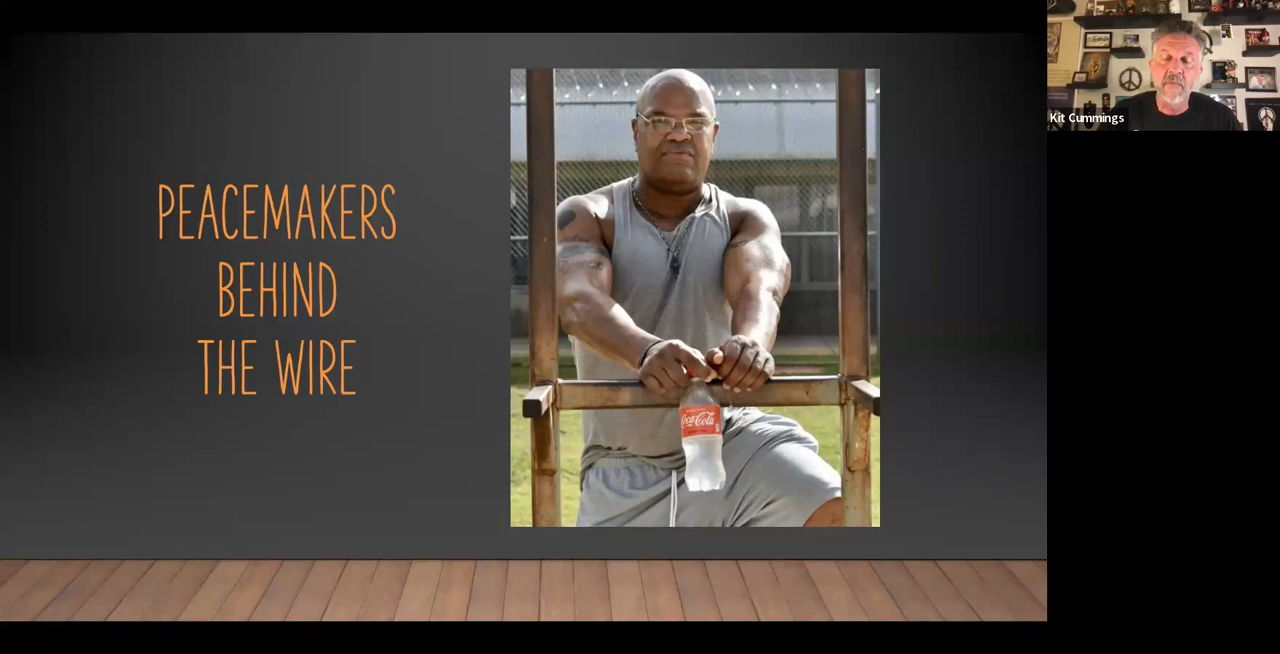 PEACEMAKERS
BEHIND
THE WIRE
Coca-Cola
Kit Cummings